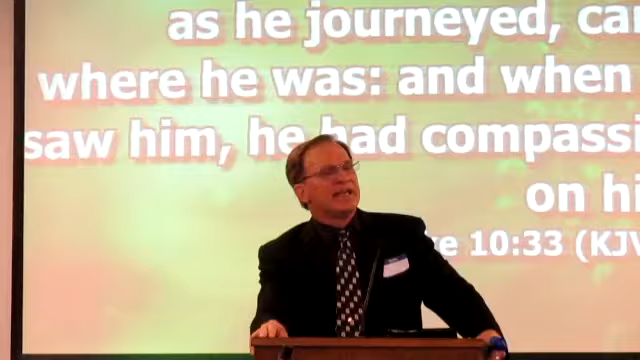 as he journeyed, ca
where he was: and when
saw him, he had compassi
on hi
ke 10:33 (KJV